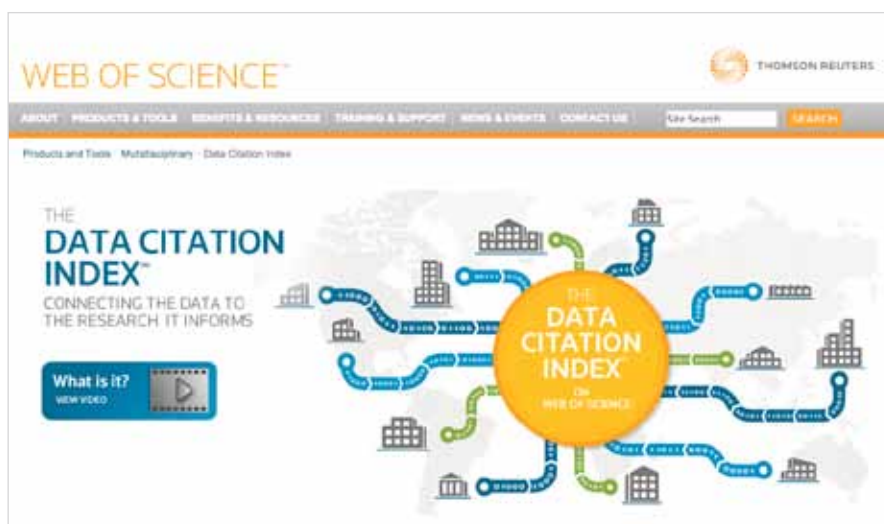 WEB OF SCIENCE™
THOMSON REUTERS
ABOUT PRODUCTS & TOOLS BENEFITS & RESOURCES TRAINING & SUPPORT NEWS & EVENTS CONTACT US Site Search SEARCH
Products and Tools Multidisciplinary Data Citation Index
THE
DATA CITATION
INDEX™
CONNECTING THE DATA TO
THE RESEARCH IT INFORMS
What is it?
VIEW VIDEO
THE
DATA
CITATION
INDEX™
ON
WEB OF SCIENCE